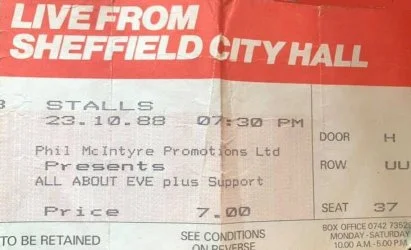 LIVE FROM
SHEFFIELD CITY HALL
STALLS
23.10.88 07:30 PM
Phil McIntyre Promotions Ltd
Presents
ALL ABOUT EVE plus Support
Price 7.00
DOOR H
ROW UU
SEAT 37
TO BE RETAINED
SEE CONDITIONS
ON REVERSE
BOX OFFICE 0742 7352
MONDAY - SATURDAY
10.00 A.M. - 5.00 P.M